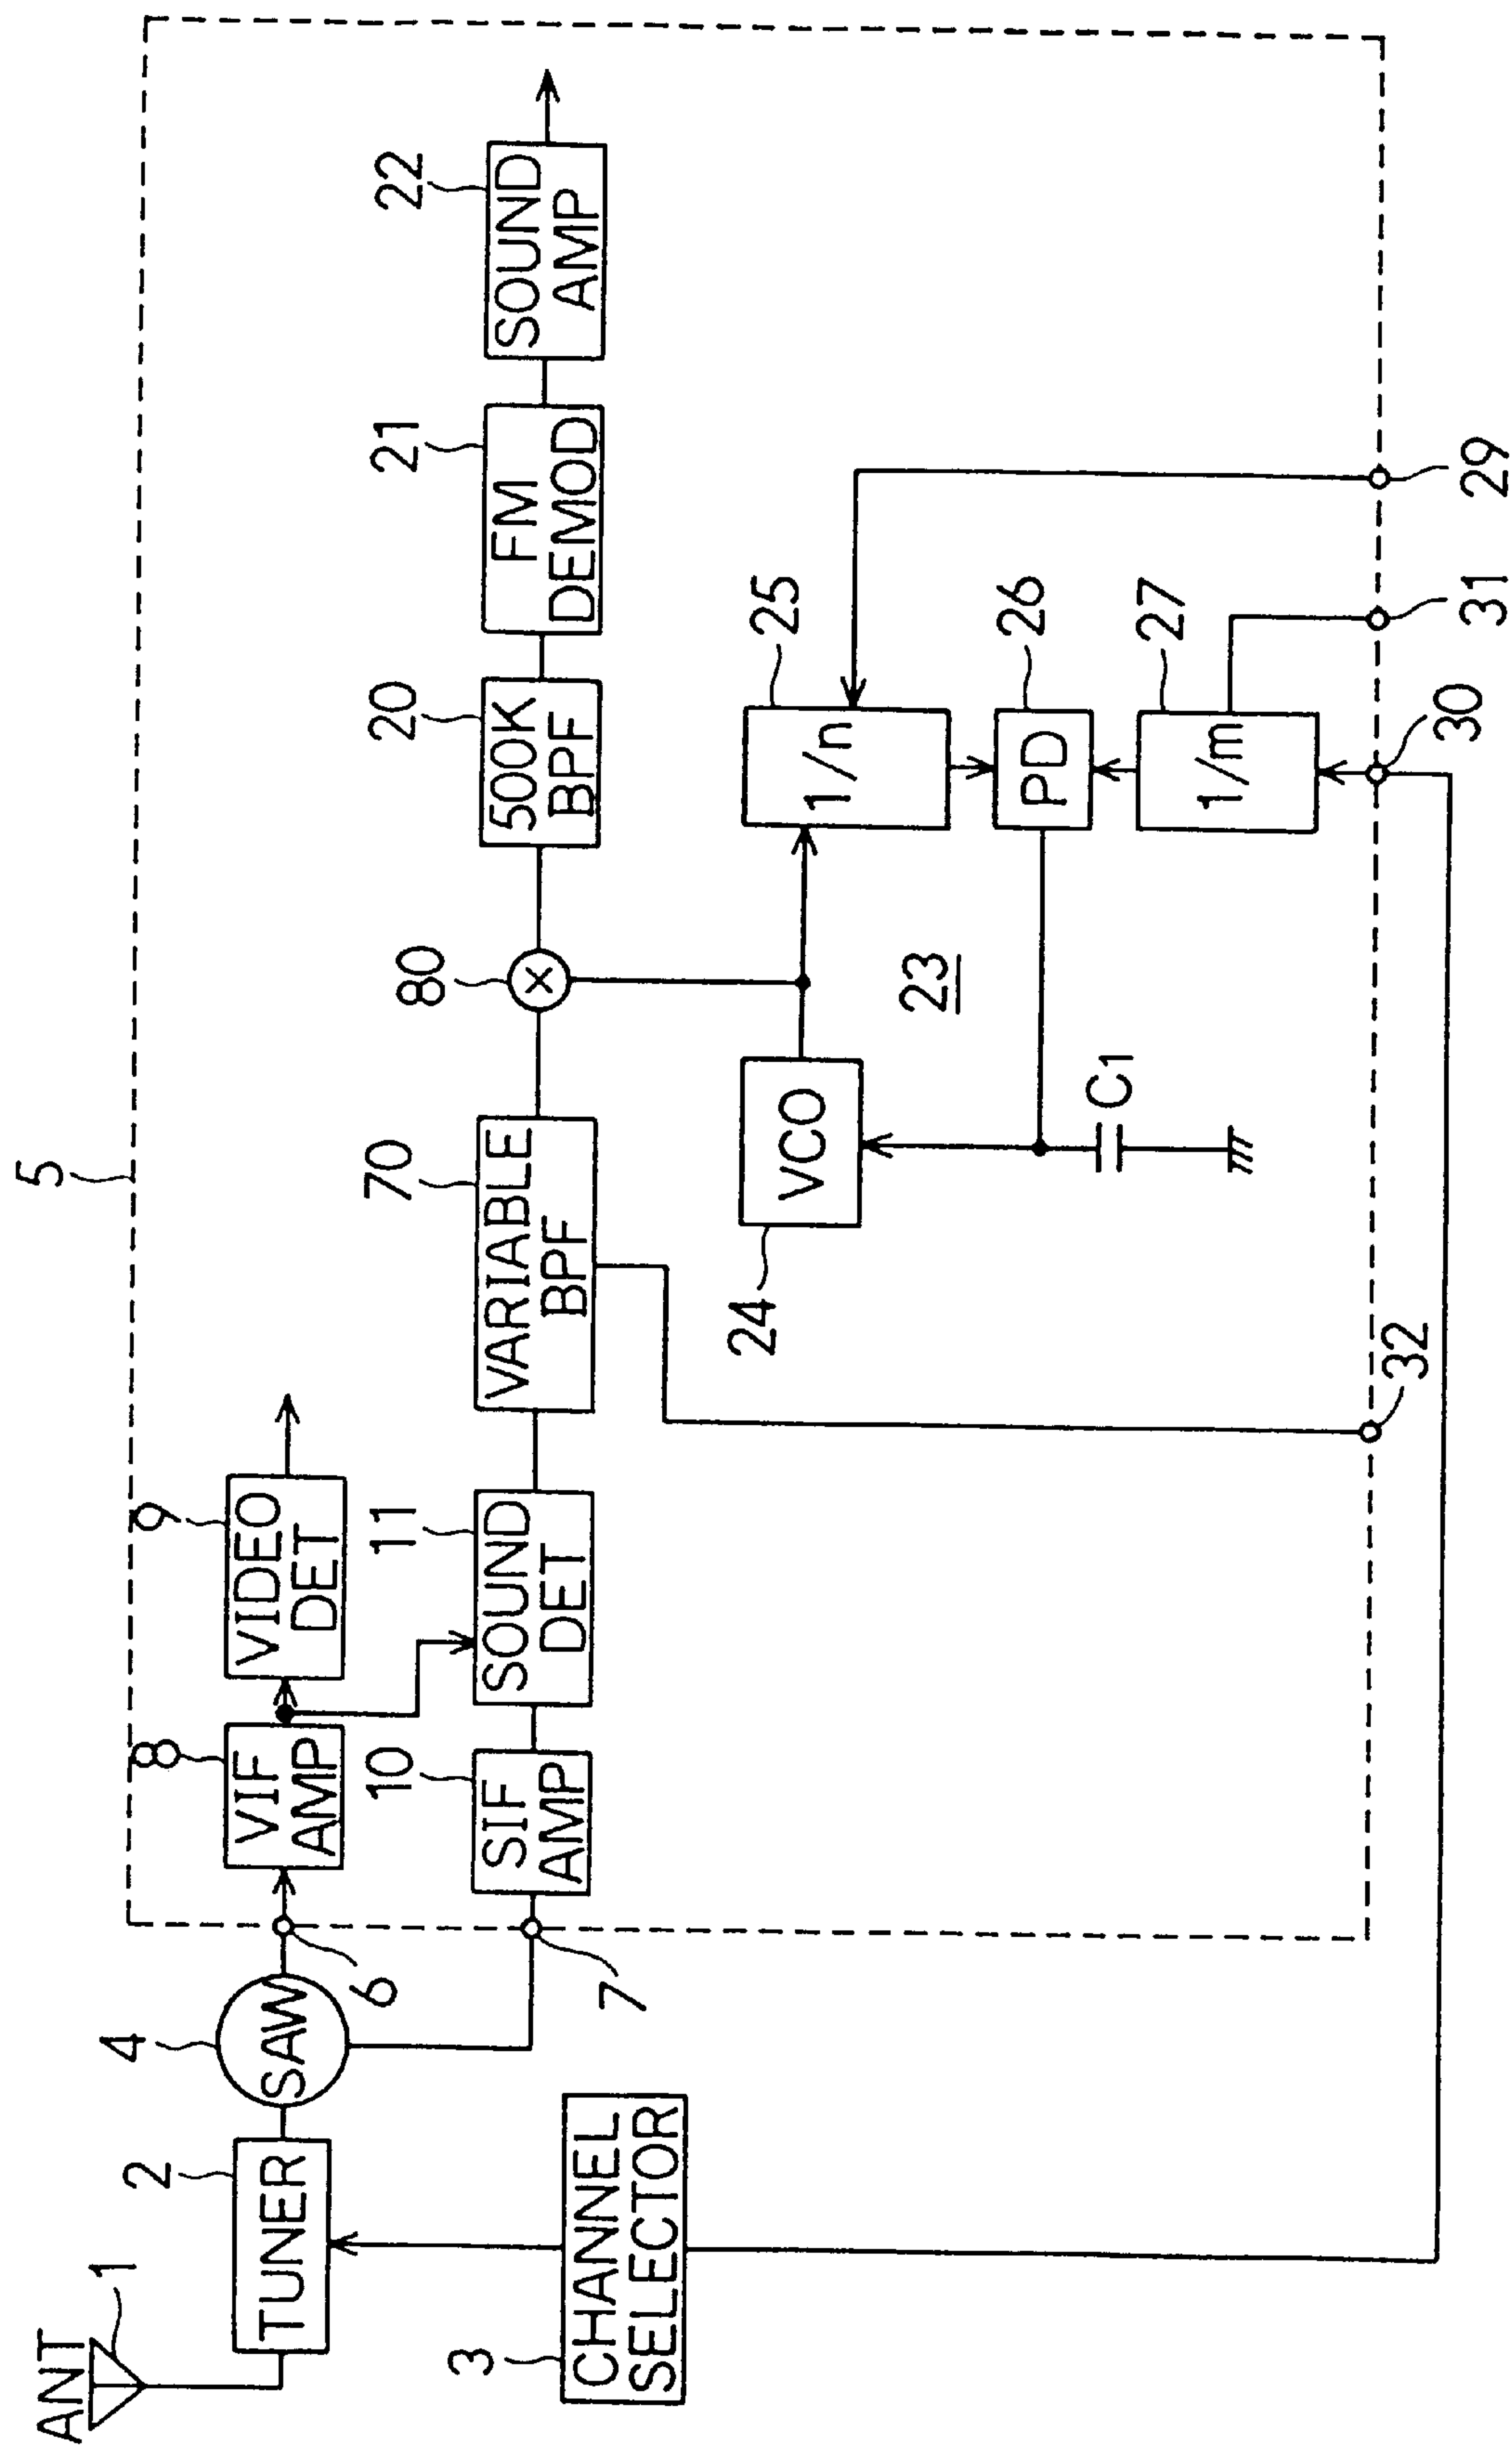 5
ANT
1
2
TUNER
4
SAW
6
7
3
CHANNEL
SELECTOR
8
VIF
AMP
9
VIDEO
DET
10
SIF
AMP
11
SOUND
DET
70
VARIABLE
BPF
80
×
20
500K
BPF
21
FM
DEMOD
22
SOUND
AMP
24
VCO
23
C1
25
1/n
26
PD
27
1/m
32
30
31
29